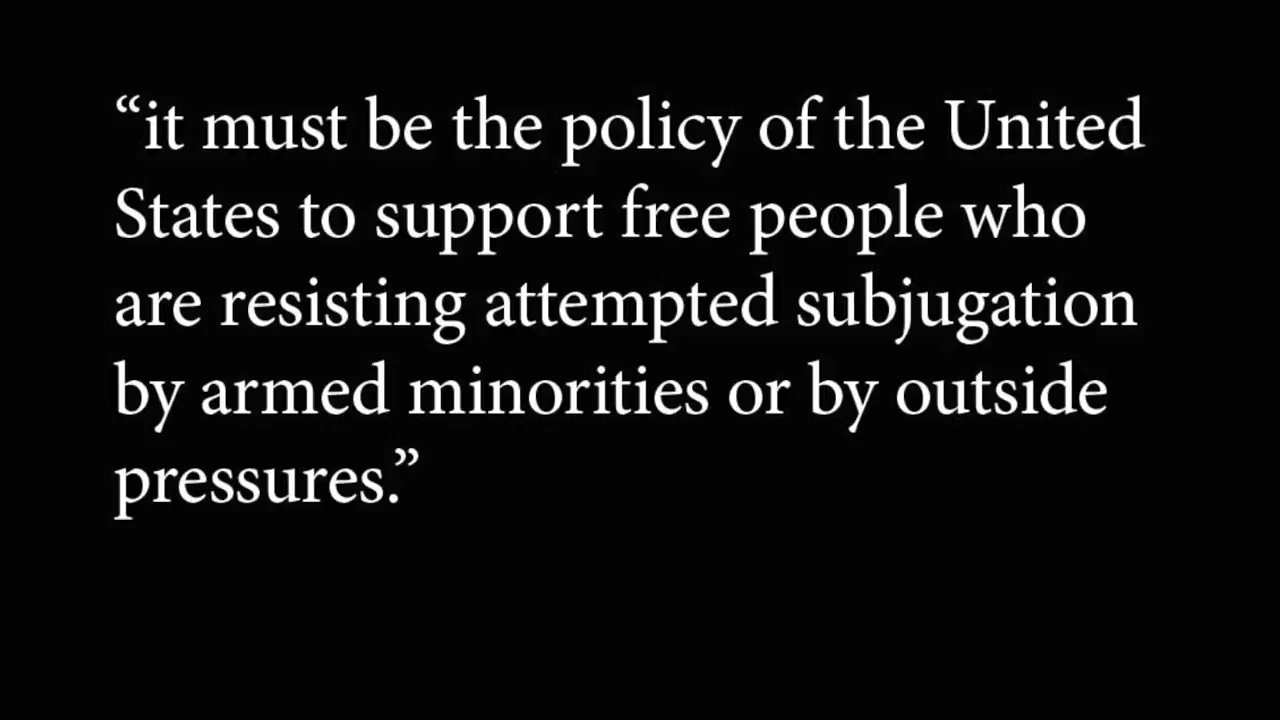 “it must be the policy of the United
States to support free people who
are resisting attempted subjugation
by armed minorities or by outside
pressures.”